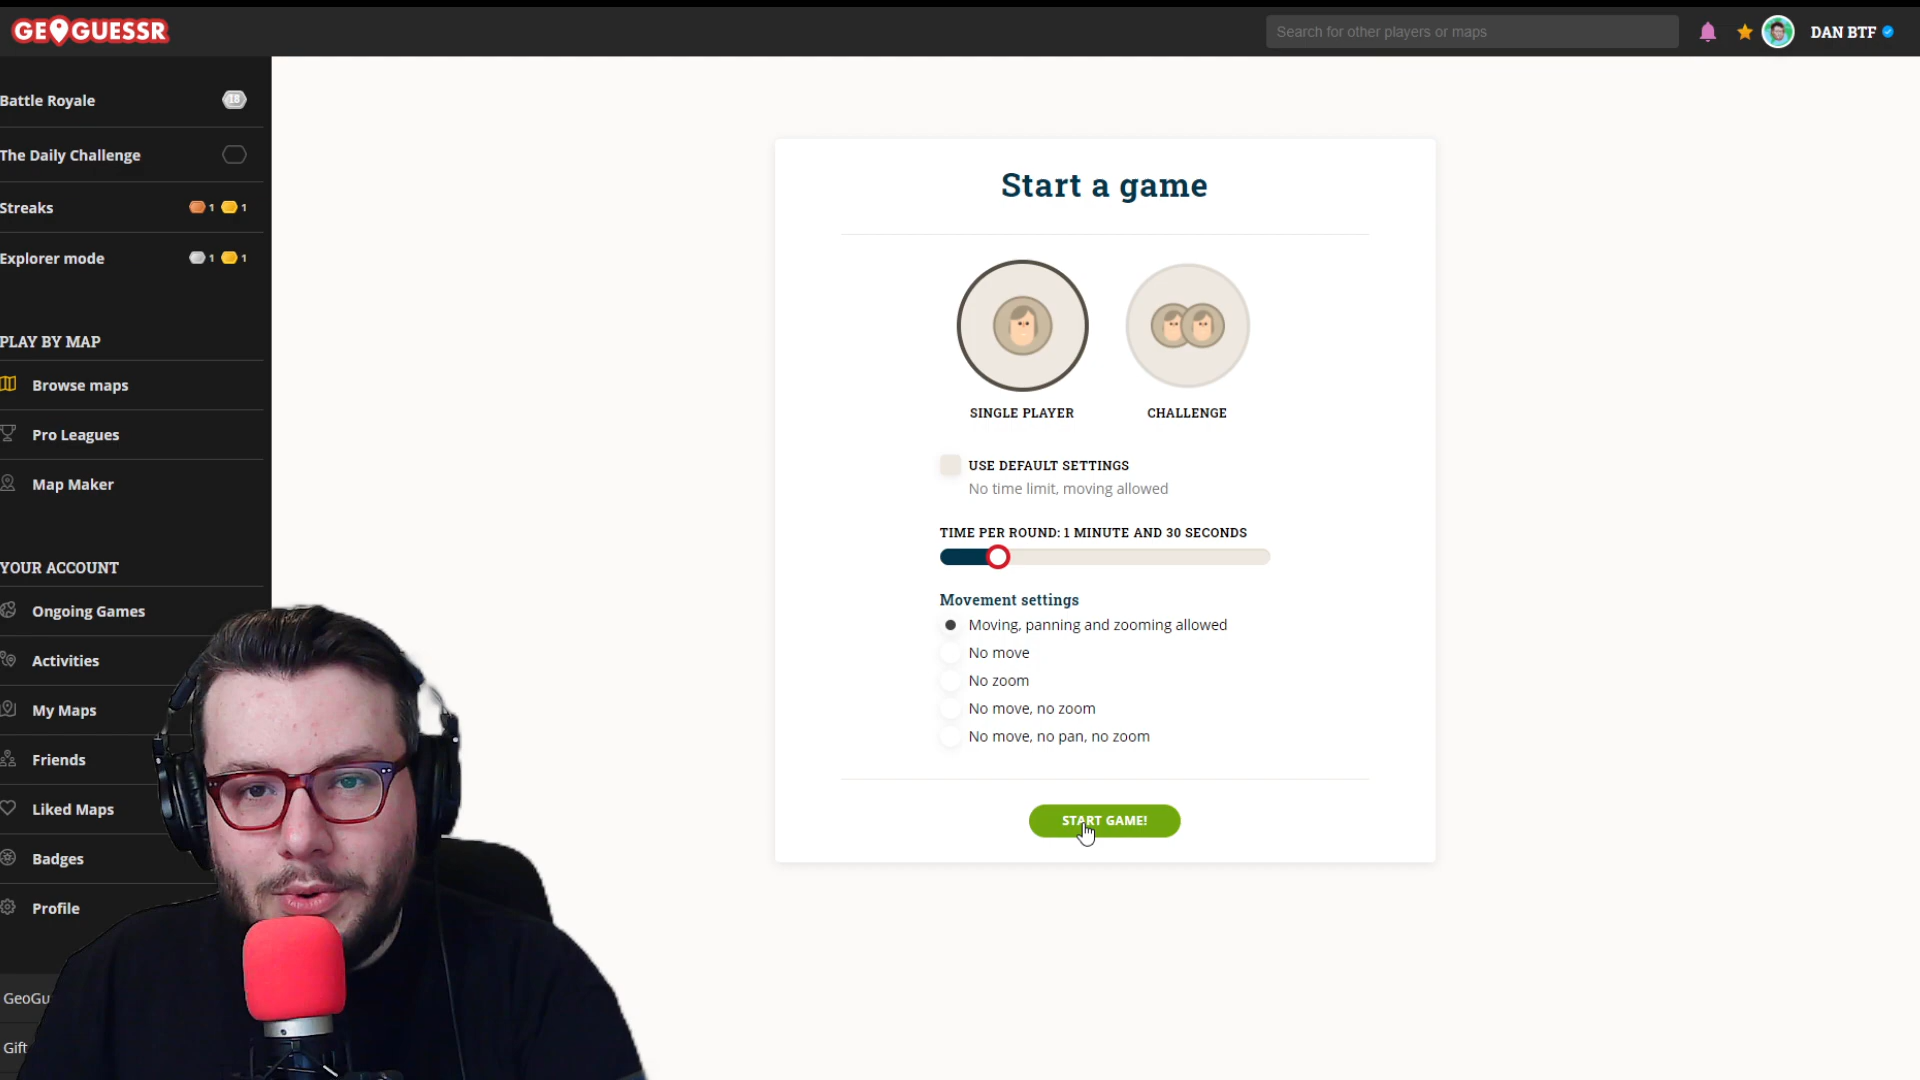 GEOGUESSR
Search for other players or maps
DAN BTF
Battle Royale
18
The Daily Challenge
Streaks
1
1
Explorer mode
1
1
PLAY BY MAP
Browse maps
Pro Leagues
Map Maker
YOUR ACCOUNT
Ongoing Games
Activities
My Maps
Friends
Liked Maps
Badges
Profile
GeoGu
Gift
Start a game
SINGLE PLAYER
CHALLENGE
USE DEFAULT SETTINGS
No time limit, moving allowed
TIME PER ROUND: 1 MINUTE AND 30 SECONDS
Movement settings
Moving, panning and zooming allowed
No move
No zoom
No move, no zoom
No move, no pan, no zoom
START GAME!